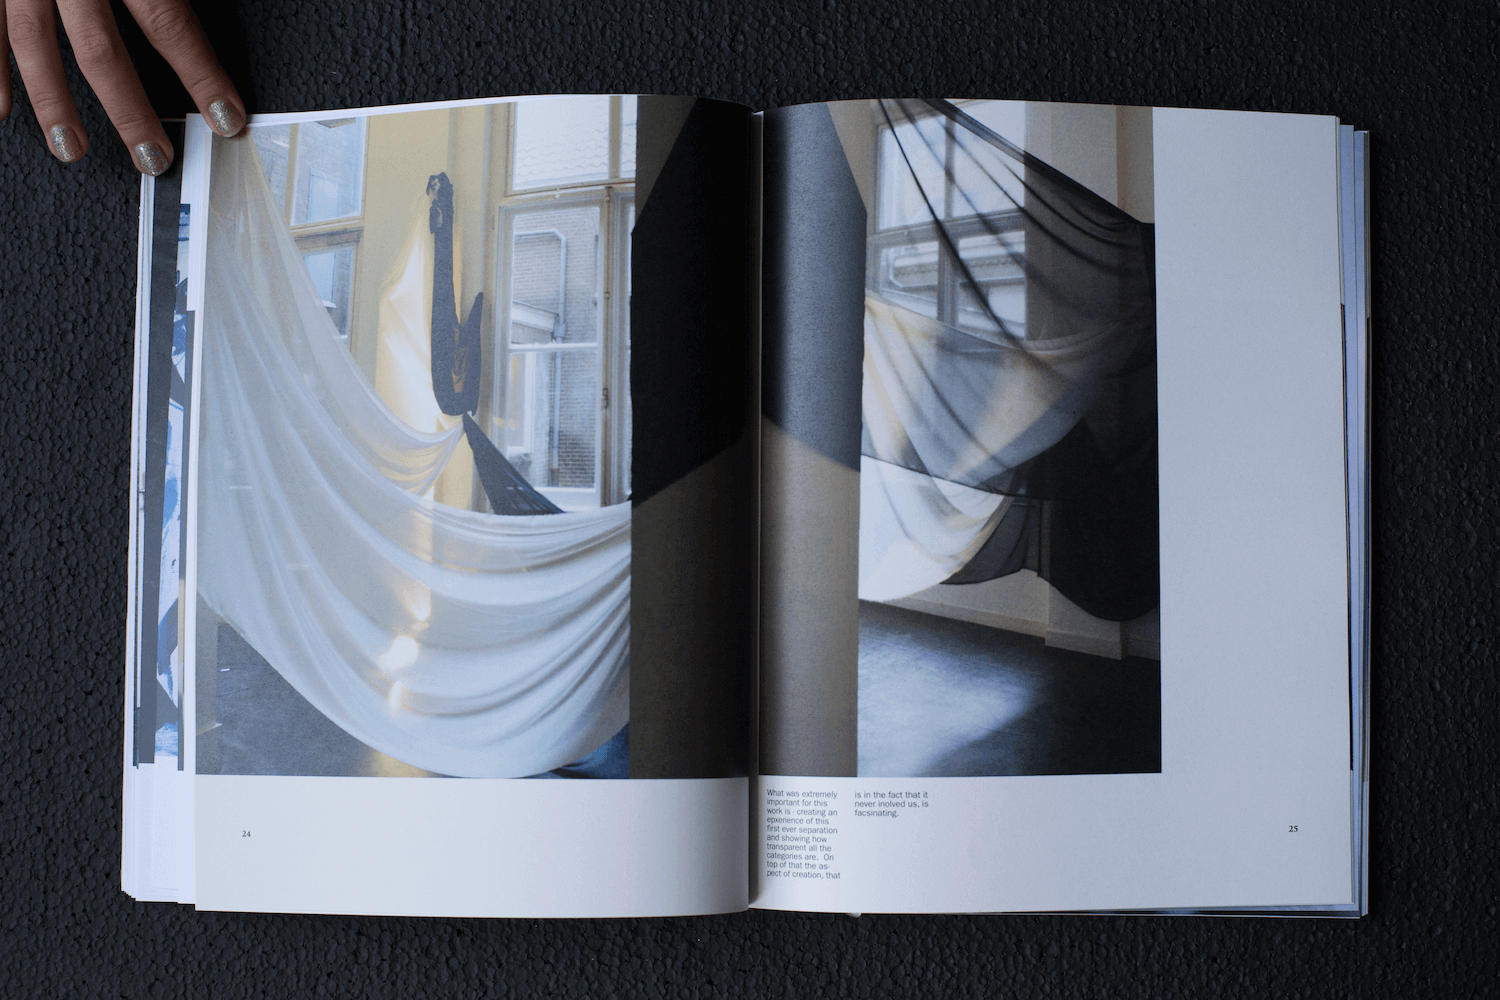 What was extremely
important for this
work is - creating an
epxerience of this
first ever separation
and showing how
transparent all the
categories are. On
top of that the as-
pect of creation, that
is in the fact that it
never inolved us, is
facsinating.
24
25